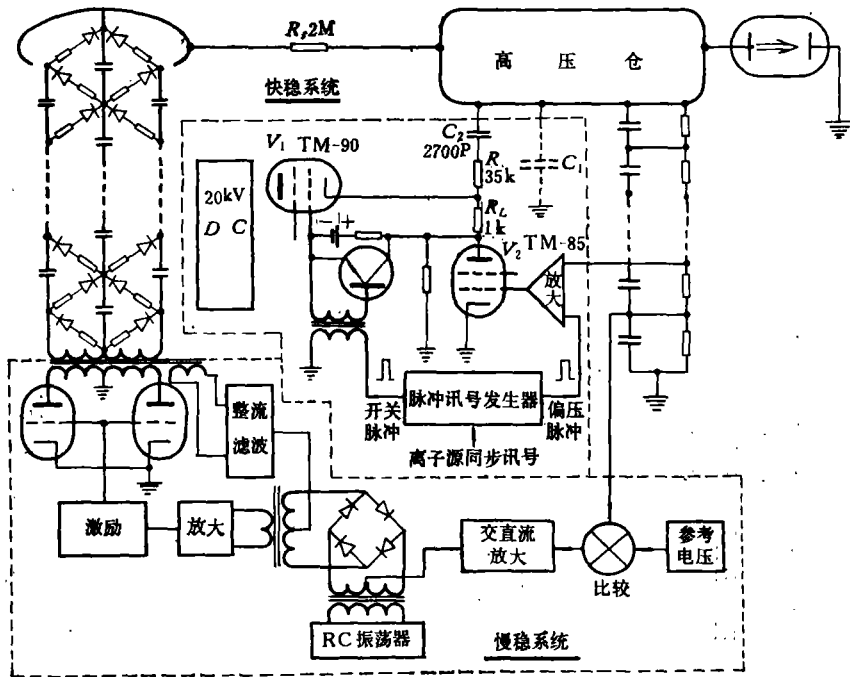 R_s 2M
高压仓
快稳系统
V₁ TM-90
C₂
2700P
R
35k
C₁
20kV
D C
R_L
1k
V₂ TM-85
放大
整流
滤波
开关
脉冲
脉冲讯号发生器
偏压
脉冲
离子源同步讯号
激励
放大
交直流
放大
比较
参考
电压
RC振荡器
慢稳系统